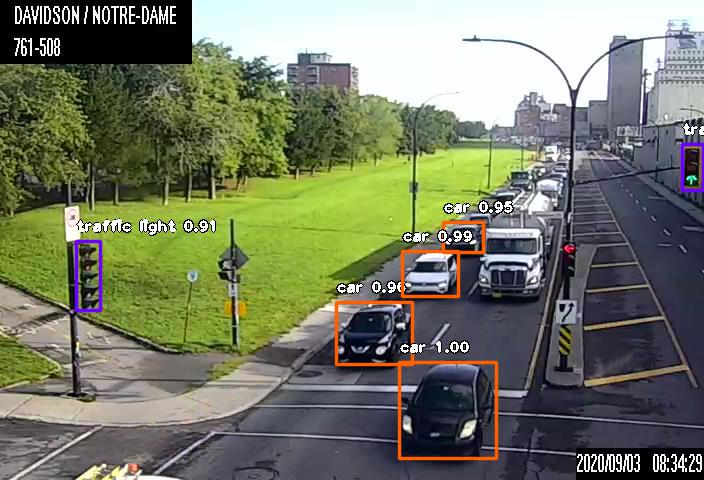 DAVIDSON / NOTRE-DAME
761-508
tra
traffic light 0.91
car 0.95
car 0.99
car 0.96
car 1.00
2020/09/03 08:34:29